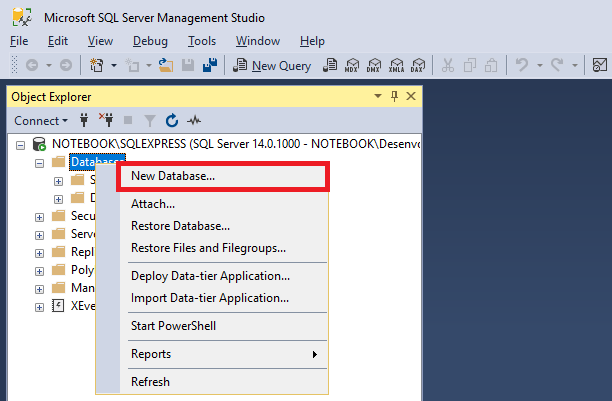 Microsoft SQL Server Management Studio
File Edit View Debug Tools Window Help
New Query MDX DMX XMLA DAX
Object Explorer
Connect
NOTEBOOK\SQLEXPRESS (SQL Server 14.0.1000 - NOTEBOOK\Desenvo
Databases
New Database...
S
Attach...
D
Restore Database...
Secu
Restore Files and Filegroups...
Serve
Repli
Poly
Deploy Data-tier Application...
Man
Import Data-tier Application...
XEve
Start PowerShell
Reports
Refresh